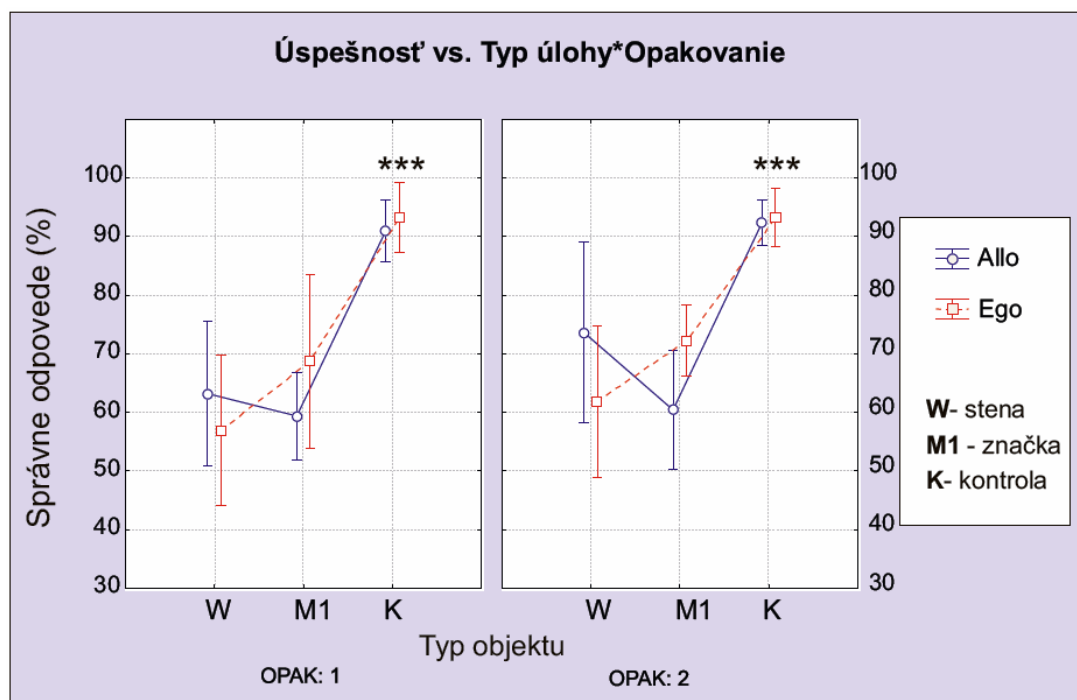 Úspešnosť vs. Typ úlohy*Opakovanie
Správne odpovede (%)
100
90
80
70
60
50
40
30
***
W M1 K
OPAK: 1
***
W M1 K
OPAK: 2
Typ objektu
100
90
80
70
60
50
40
30
Allo
Ego
W- stena
M1 - značka
K- kontrola